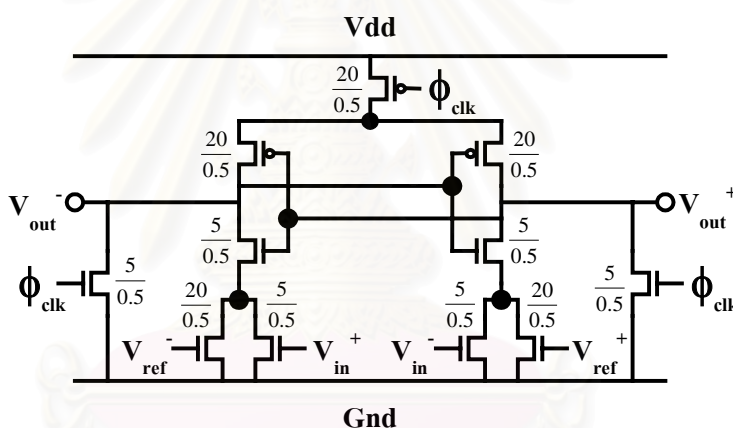 Vdd
20/0.5 ϕclk
20/0.5 20/0.5
Vout- Vout+
5/0.5 5/0.5
ϕclk 5/0.5 20/0.5 5/0.5 5/0.5 20/0.5 5/0.5 ϕclk
Vref- Vin+ Vin- Vref+
Gnd